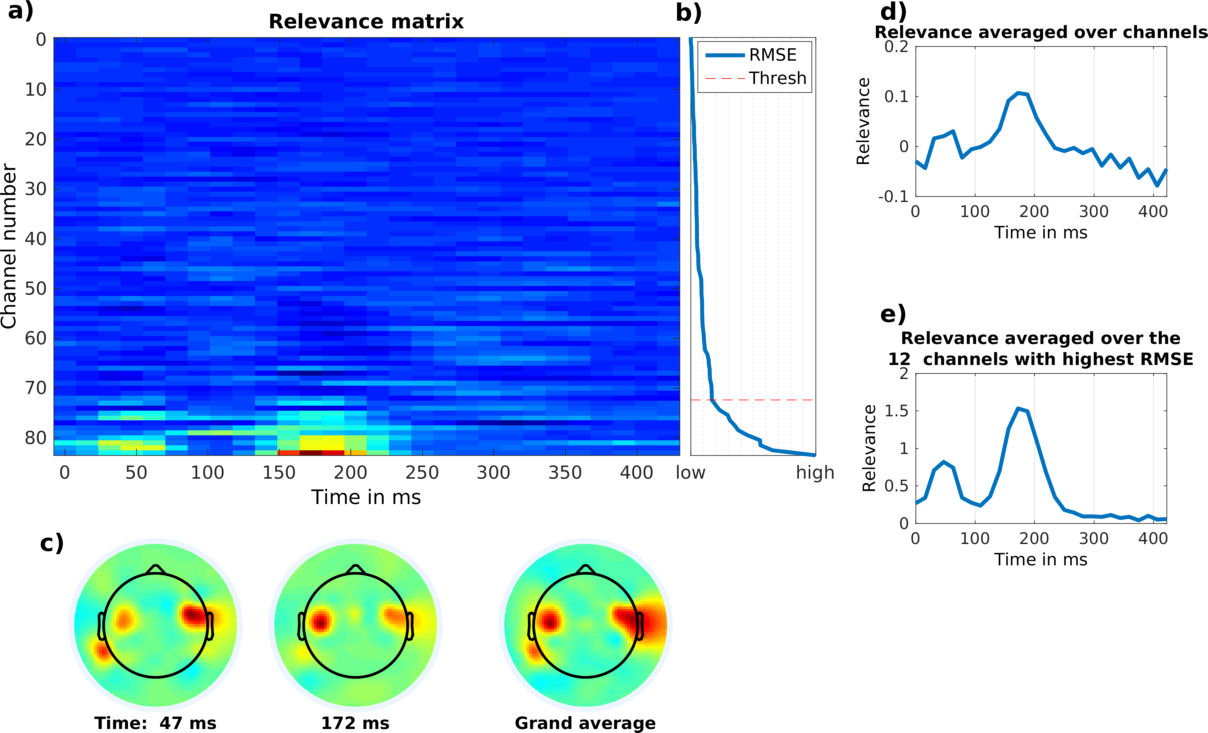 a)
Relevance matrix
0
10
20
30
40
50
60
70
80
Channel number
0 50 100 150 200 250 300 350 400
Time in ms
b)
RMSE
Thresh
low high
c)
Time: 47 ms
172 ms
Grand average
d)
Relevance averaged over channels
0.2
0.1
0
-0.1
Relevance
0 100 200 300 400
Time in ms
e)
Relevance averaged over the
12 channels with highest RMSE
2
1.5
1
0.5
0
Relevance
0 100 200 300 400
Time in ms